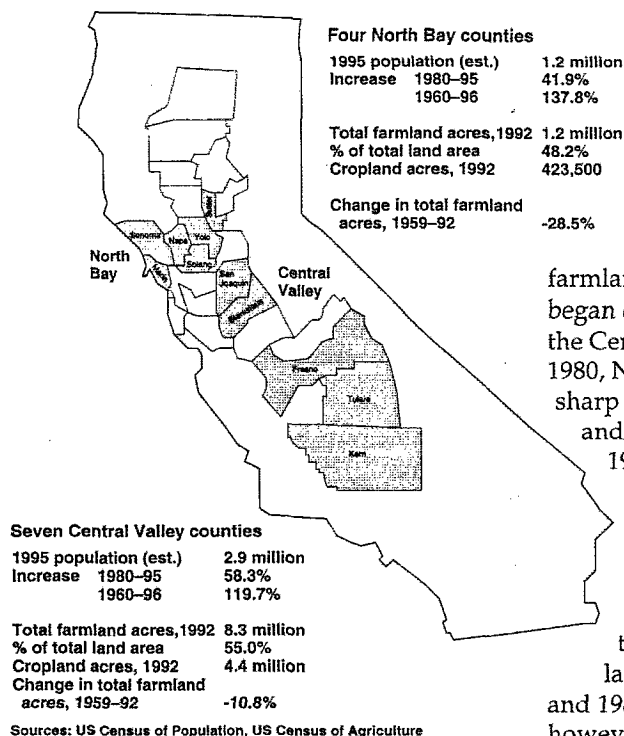 Four North Bay counties
1995 population (est.) 1.2 million
Increase 1980–95 41.9%
1960–96 137.8%
Total farmland acres,1992 1.2 million
% of total land area 48.2%
Cropland acres, 1992 423,500
Change in total farmland
acres, 1959–92 -28.5%
North
Bay
Sonoma
Napa
Yolo
Solano
San
Joaquin
Central
Valley
Fresno
Tulare
Kern
farmlan
began
the Cen
1980, N
sharp
and
19
Seven Central Valley counties
1995 population (est.) 2.9 million
Increase 1980–95 58.3%
1960–96 119.7%
Total farmland acres,1992 8.3 million
% of total land area 55.0%
Cropland acres, 1992 4.4 million
Change in total farmland
acres, 1959–92 -10.8%
Sources: US Census of Population, US Census of Agriculture
t
la
and 198
however